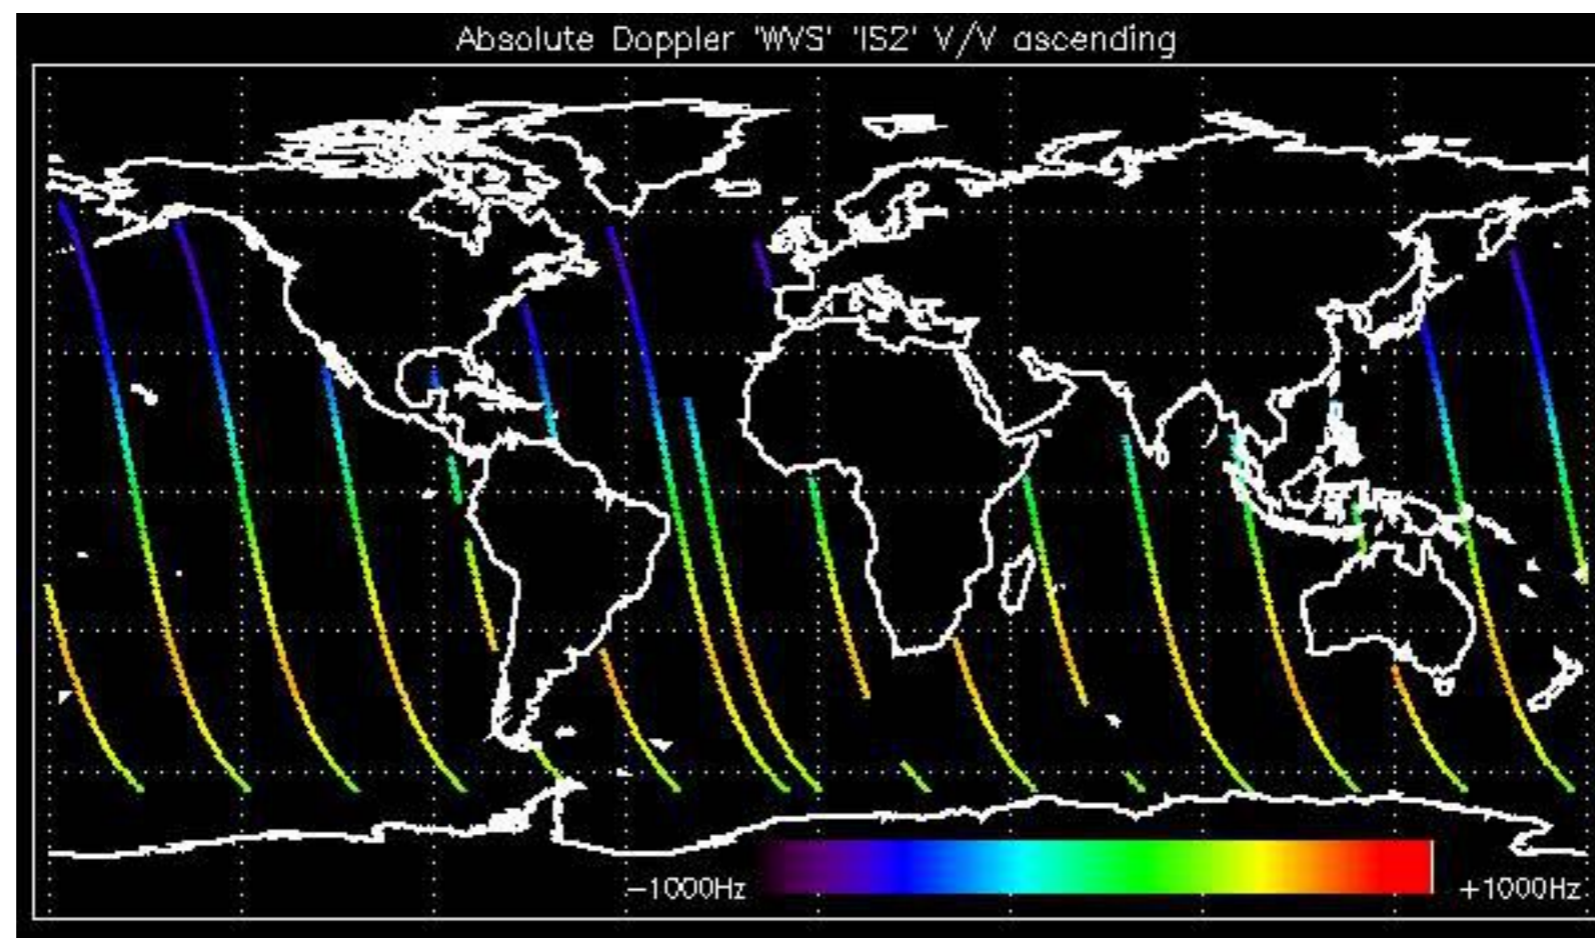 Absolute Doppler 'WVS' 'IS2' V/V ascending
−1000Hz
+1000Hz